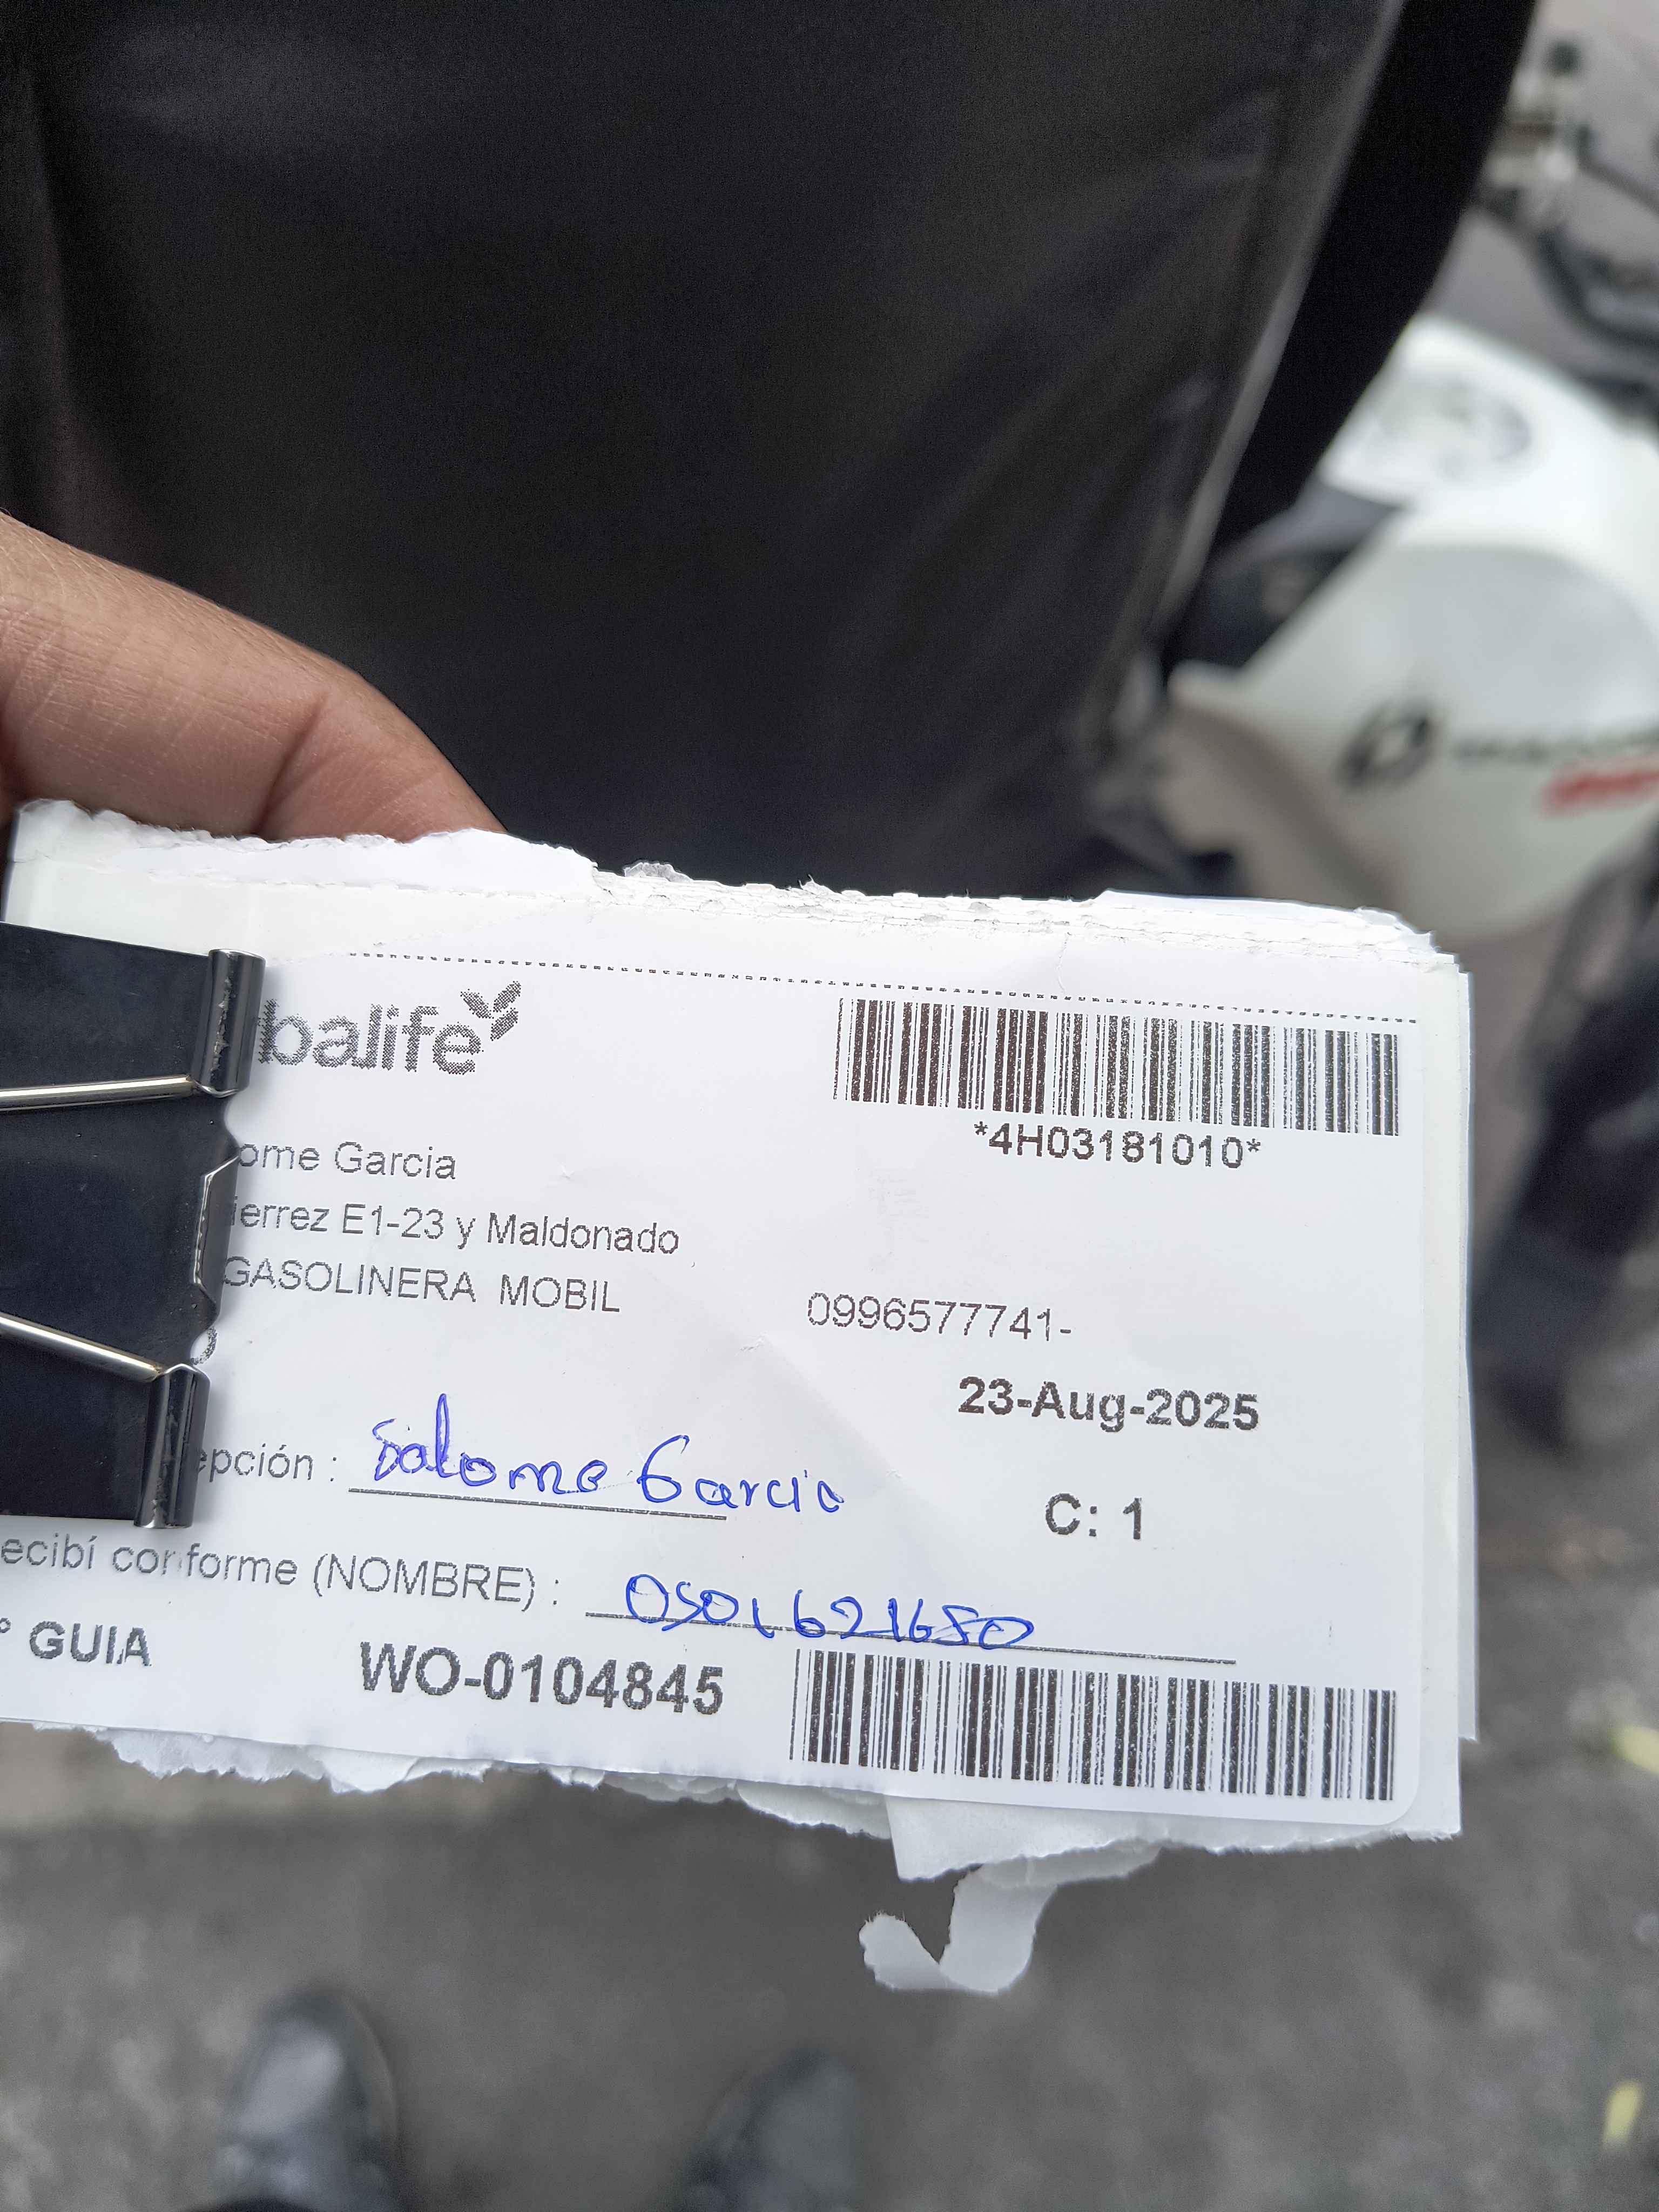 balife
*4H03181010*
ome Garcia
ierrez E1-23 y Maldonado
GASOLINERA MOBIL
0996577741-
23-Aug-2025
epción : Salome Garcia
C: 1
ecibí conforme (NOMBRE) : 0501621650
° GUIA WO-0104845